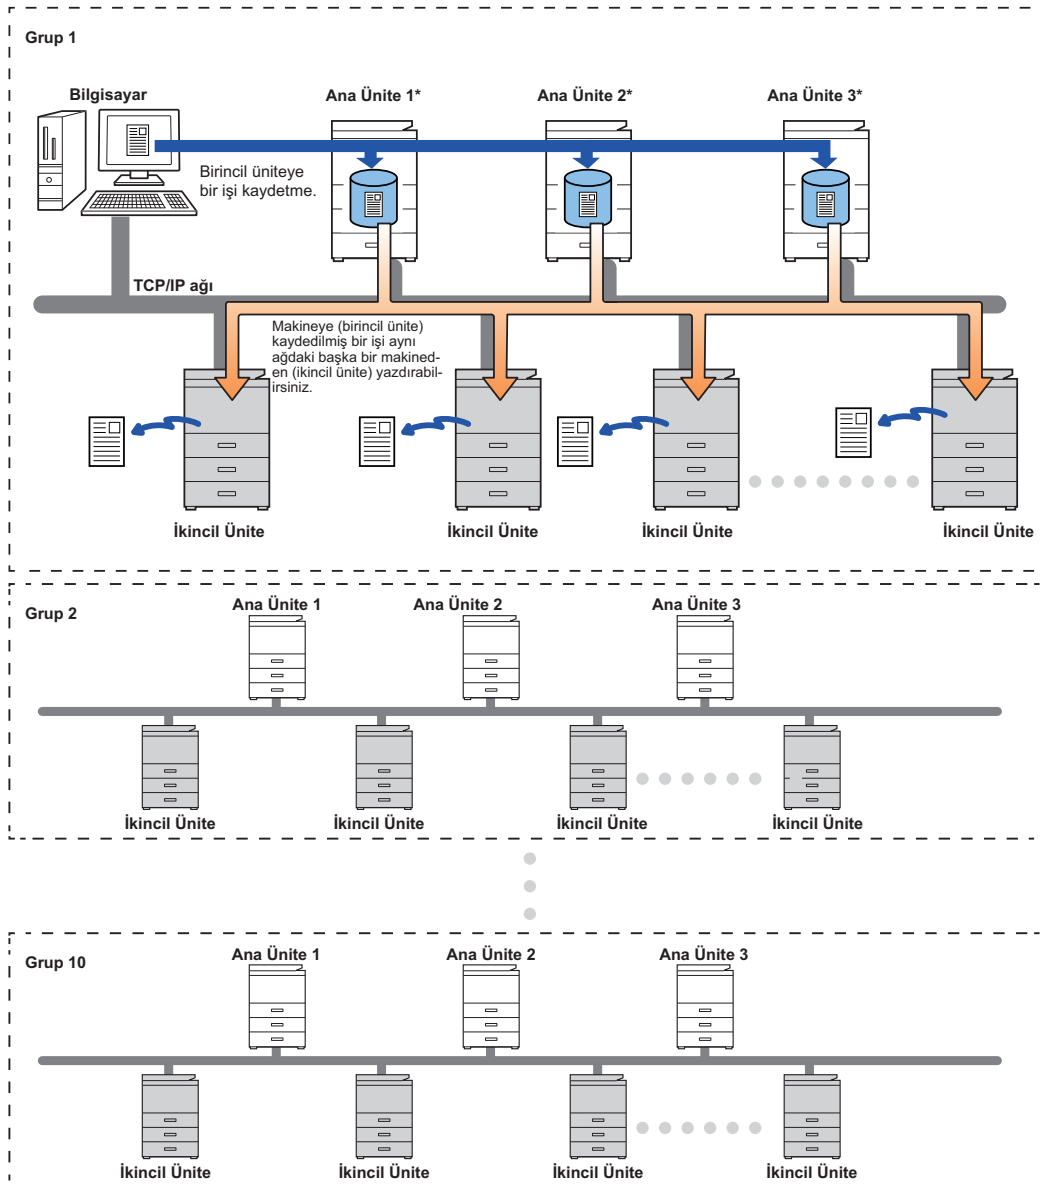 Grup 1
Bilgisayar
Ana Ünite 1*
Ana Ünite 2*
Ana Ünite 3*
Birincil üniteye
bir işi kaydetme.
TCP/IP ağı
Makineye (birincil ünite)
kaydedilmiş bir işi aynı
ağdaki başka bir makined-
en (ikincil ünite) yazdırabil-
irsiniz.
İkincil Ünite
İkincil Ünite
İkincil Ünite
İkincil Ünite
Grup 2
Ana Ünite 1
Ana Ünite 2
Ana Ünite 3
İkincil Ünite
İkincil Ünite
İkincil Ünite
İkincil Ünite
Grup 10
Ana Ünite 1
Ana Ünite 2
Ana Ünite 3
İkincil Ünite
İkincil Ünite
İkincil Ünite
İkincil Ünite